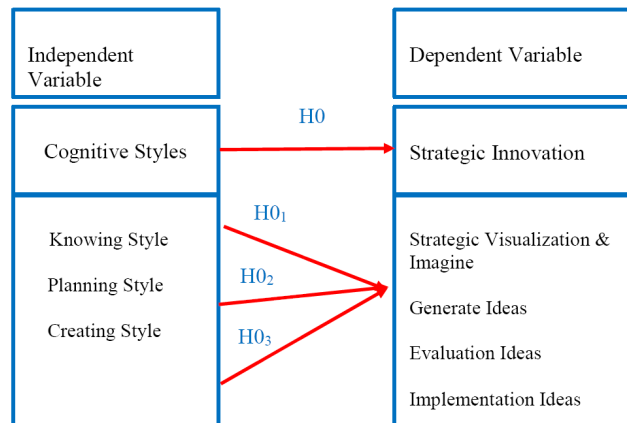 Independent
Variable
Dependent Variable
H0
Cognitive Styles
Strategic Innovation
H0₁
Knowing Style
Planning Style
H0₂
Creating Style
H0₃
Strategic Visualization &
Imagine
Generate Ideas
Evaluation Ideas
Implementation Ideas